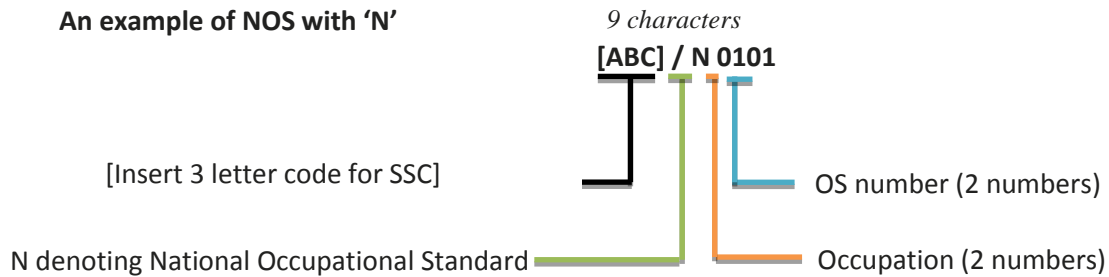 An example of NOS with ‘N’
9 characters
[ABC] / N 0101
[Insert 3 letter code for SSC]
OS number (2 numbers)
N denoting National Occupational Standard
Occupation (2 numbers)